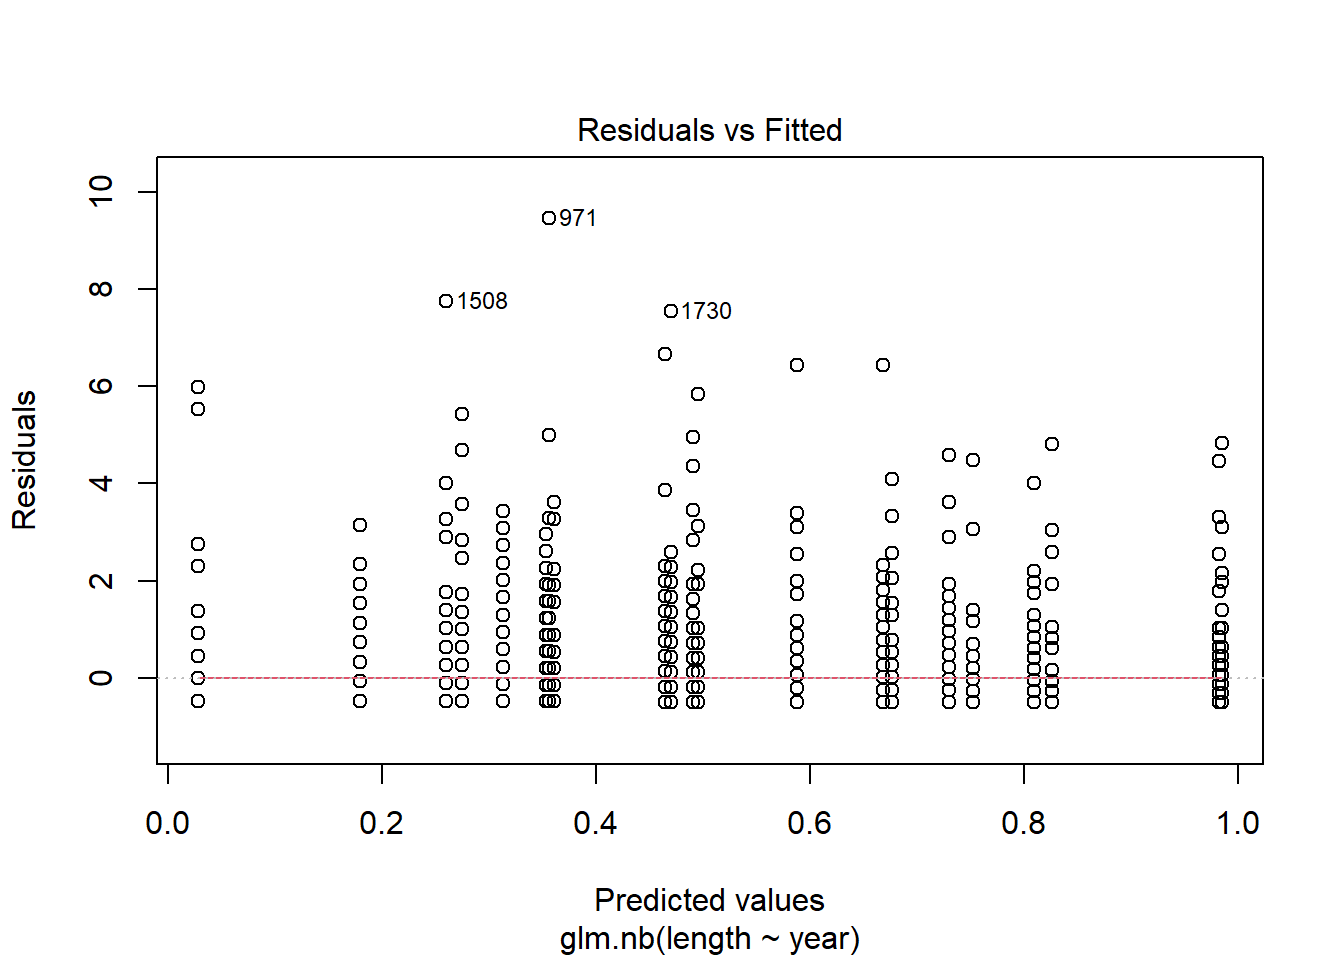 Residuals vs Fitted
10
8
6
4
2
0
Residuals
971
1508
1730
0.0 0.2 0.4 0.6 0.8 1.0
Predicted values
glm.nb(length ~ year)